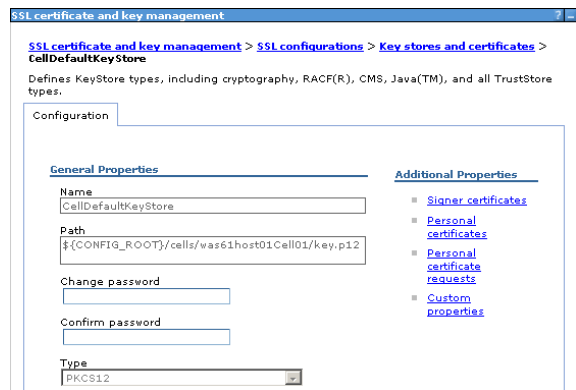 SSL certificate and key management ? –
SSL certificate and key management > SSL configurations > Key stores and certificates >
CellDefaultKeyStore
Defines KeyStore types, including cryptography, RACF(R), CMS, Java(TM), and all TrustStore
types.
Configuration
General Properties
Name
CellDefaultKeyStore
Path
${CONFIG_ROOT}/cells/was61host01Cell01/key.p12
Change password
Confirm password
Type
PKCS12
Additional Properties
Signer certificates
Personal
certificates
Personal
certificate
requests
Custom
properties